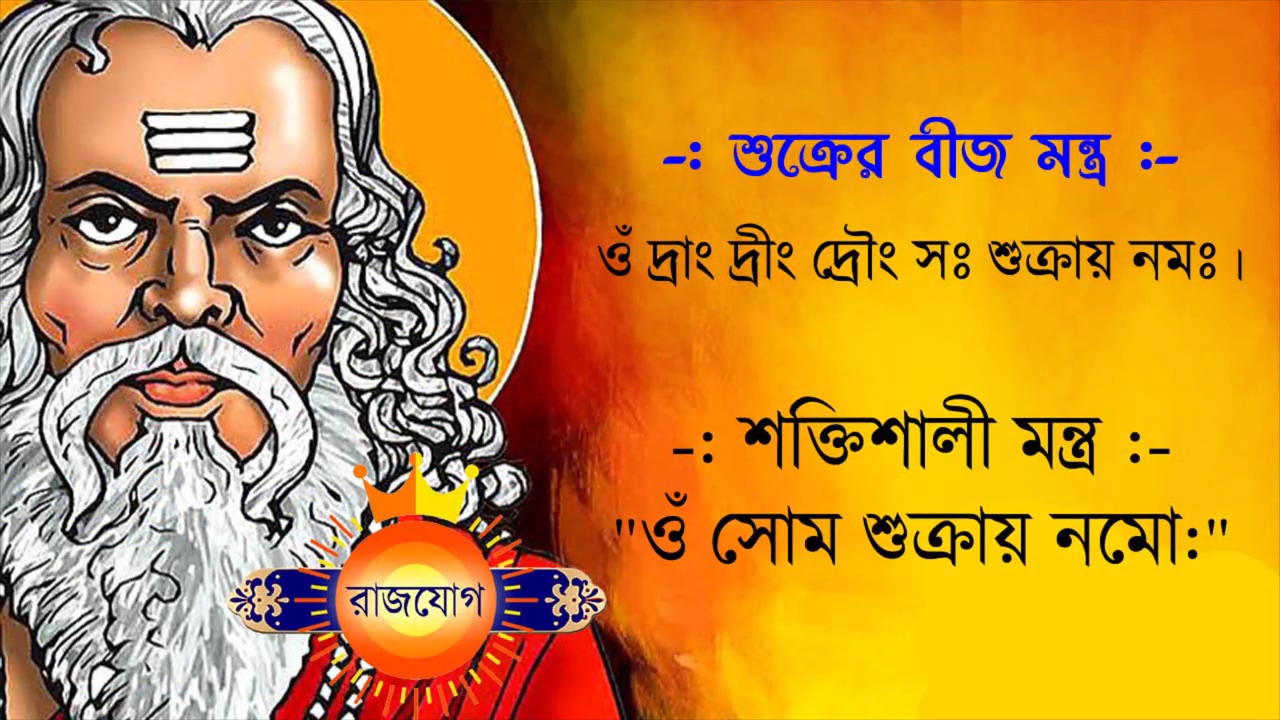 -: শুক্রের বীজ মন্ত্র :-
ওঁ দ্রাং দ্রীং দ্রৌং সঃ শুক্রায় নমঃ।
-: শক্তিশালী মন্ত্র :-
"ওঁ সোম শুক্রায় নমো:"
রাজযোগ